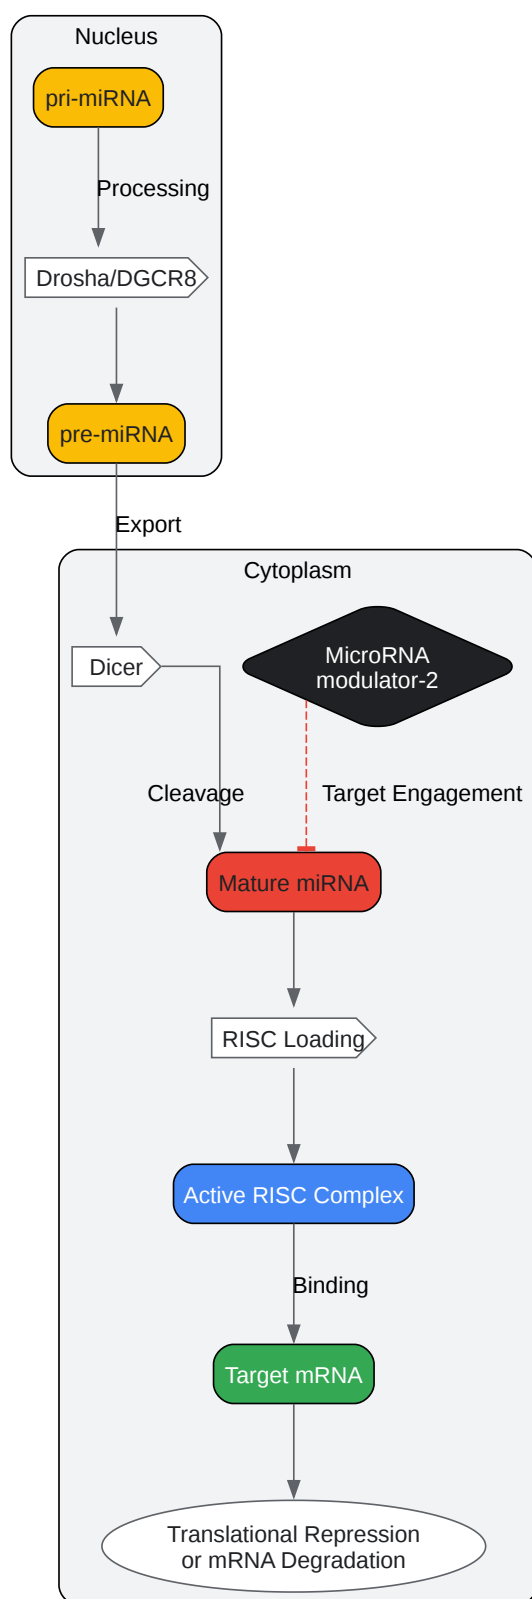 Nucleus
pri-miRNA
Processing
Drosha/DGCR8
pre-miRNA
Export
Cytoplasm
Dicer
MicroRNA
modulator-2
Cleavage
Target Engagement
Mature miRNA
RISC Loading
Active RISC Complex
Binding
Target mRNA
Translational Repression
or mRNA Degradation